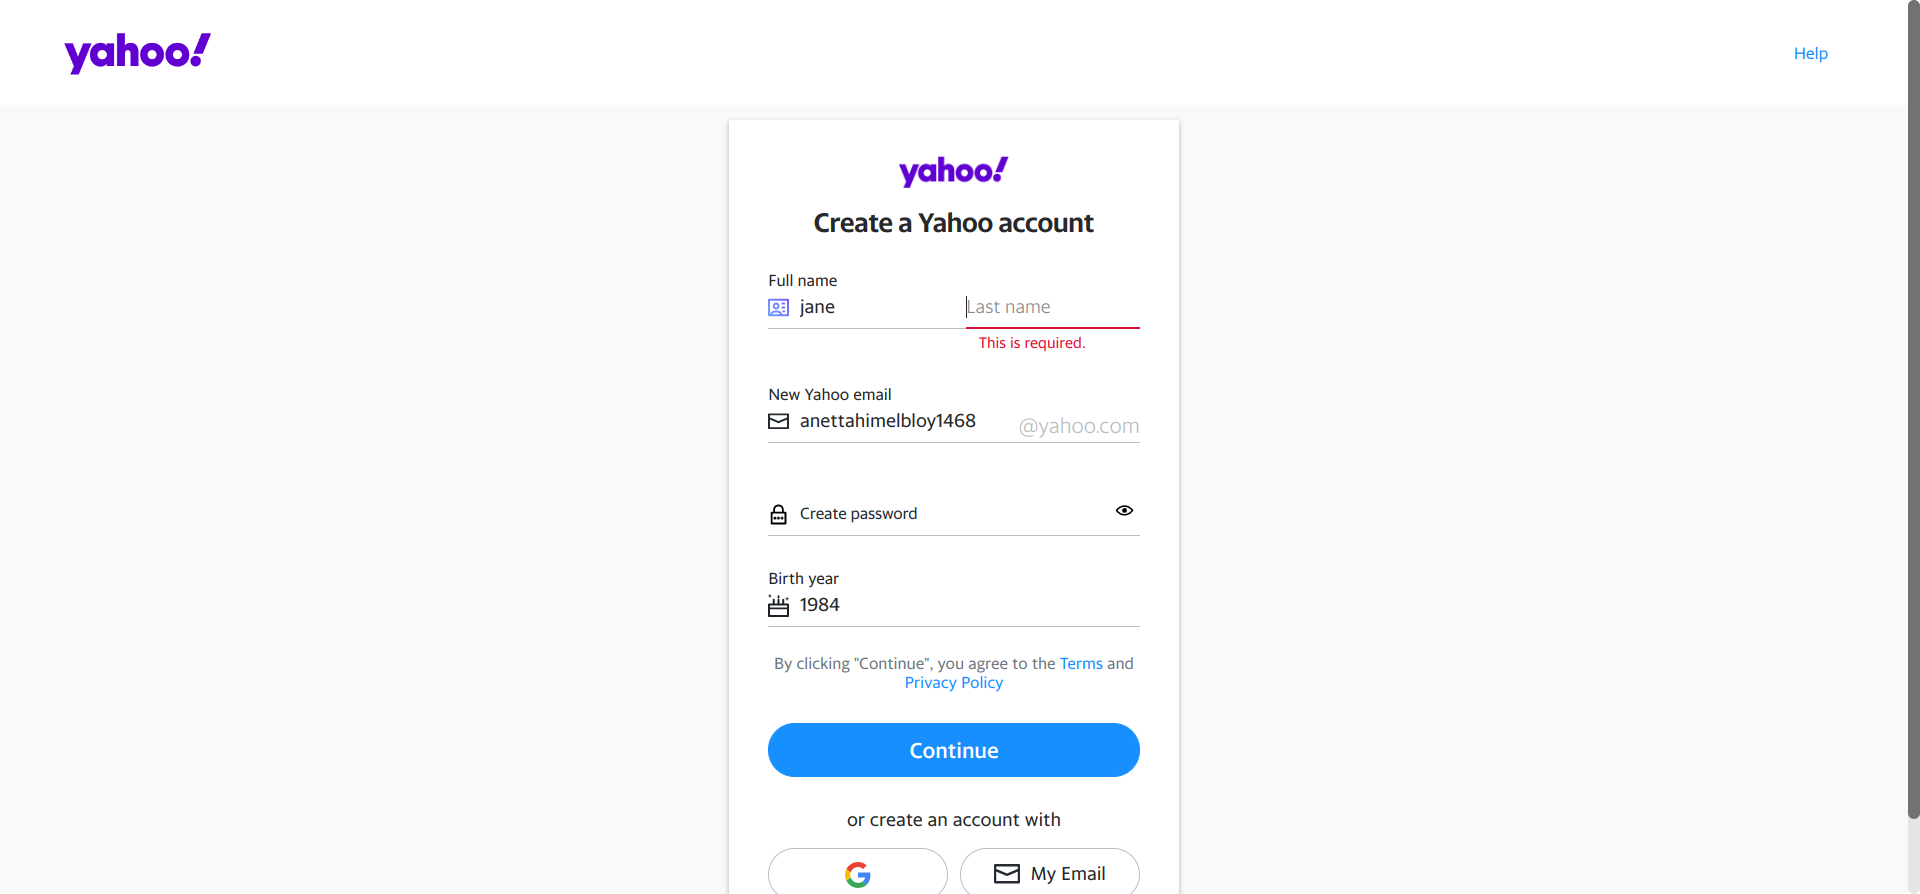 yahoo!
Help
yahoo!
Create a Yahoo account
Full name
jane
Last name
This is required.
New Yahoo email
anettahimelbloy1468
@yahoo.com
Create password
Birth year
1984
By clicking "Continue", you agree to the Terms and
Privacy Policy
Continue
or create an account with
My Email